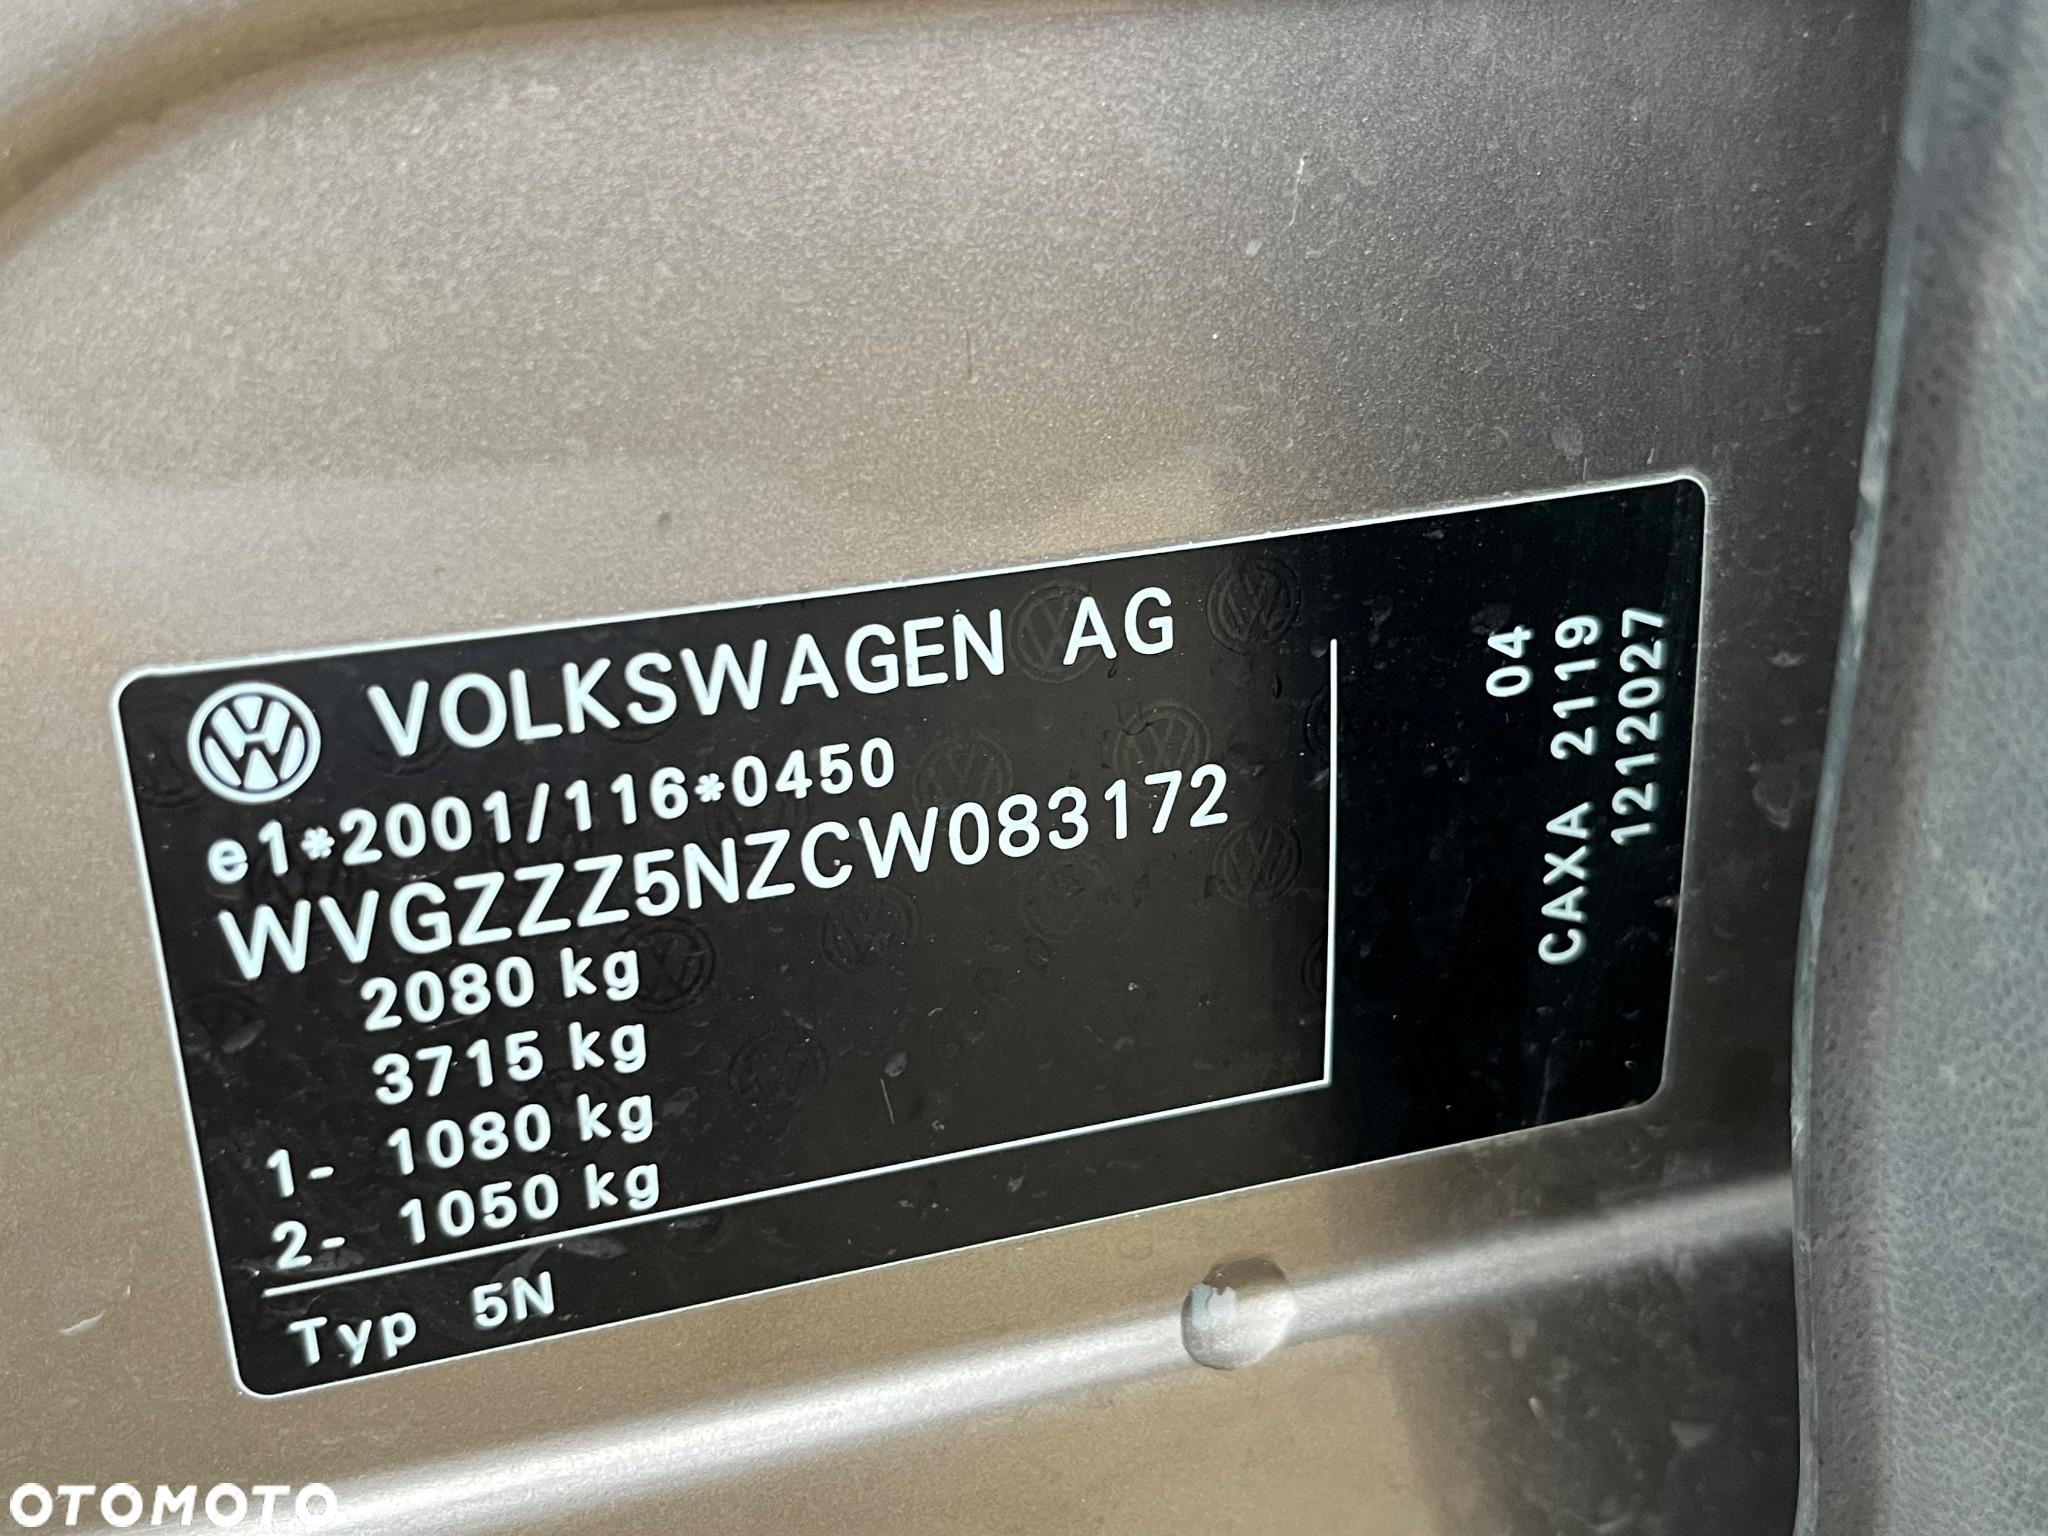 VOLKSWAGEN AG
e1*2001/116*0450
WVGZZZ5NZCW083172
2080 kg
3715 kg
1- 1080 kg
2- 1050 kg
Typ 5N
04
CAXA 2119
1212027
OTOMOTO